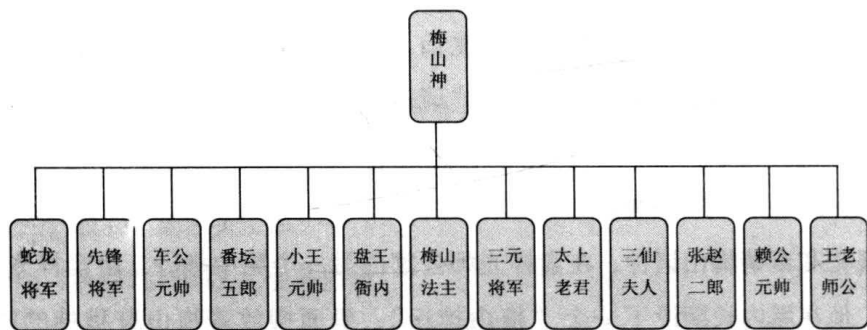 梅山神
蛇龙
将军
先锋
将军
车公
元帅
番坛
五郎
小王
元帅
盘王
衙内
梅山
法主
三元
将军
太上
老君
三仙
夫人
张赵
二郎
赖公
元帅
王老
师公